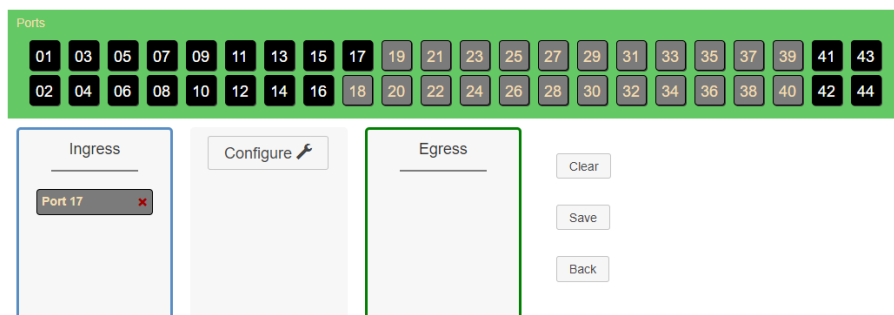 Ports
01 03 05 07 09 11 13 15 17 19 21 23 25 27 29 31 33 35 37 39 41 43
02 04 06 08 10 12 14 16 18 20 22 24 26 28 30 32 34 36 38 40 42 44
Ingress
Port 17
Configure
Egress
Clear
Save
Back